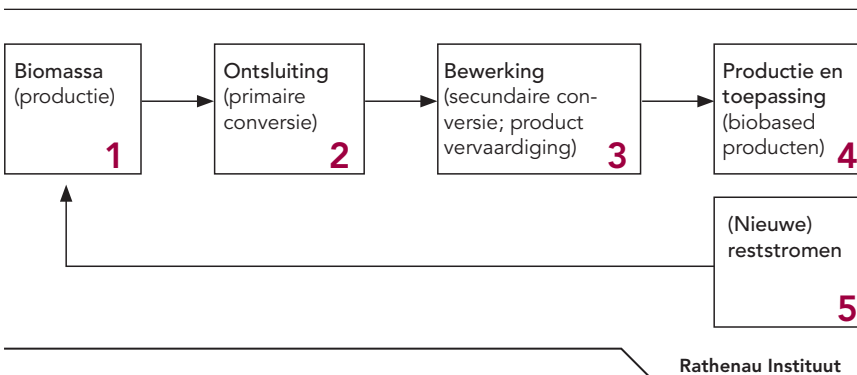 Biomassa
(productie)
1
Ontsluiting
(primaire
conversie)
2
Bewerking
(secundaire con-
versie; product
vervaardiging)
3
Productie en
toepassing
(biobased
producten)
4
(Nieuwe)
reststromen
5
Rathenau Instituut